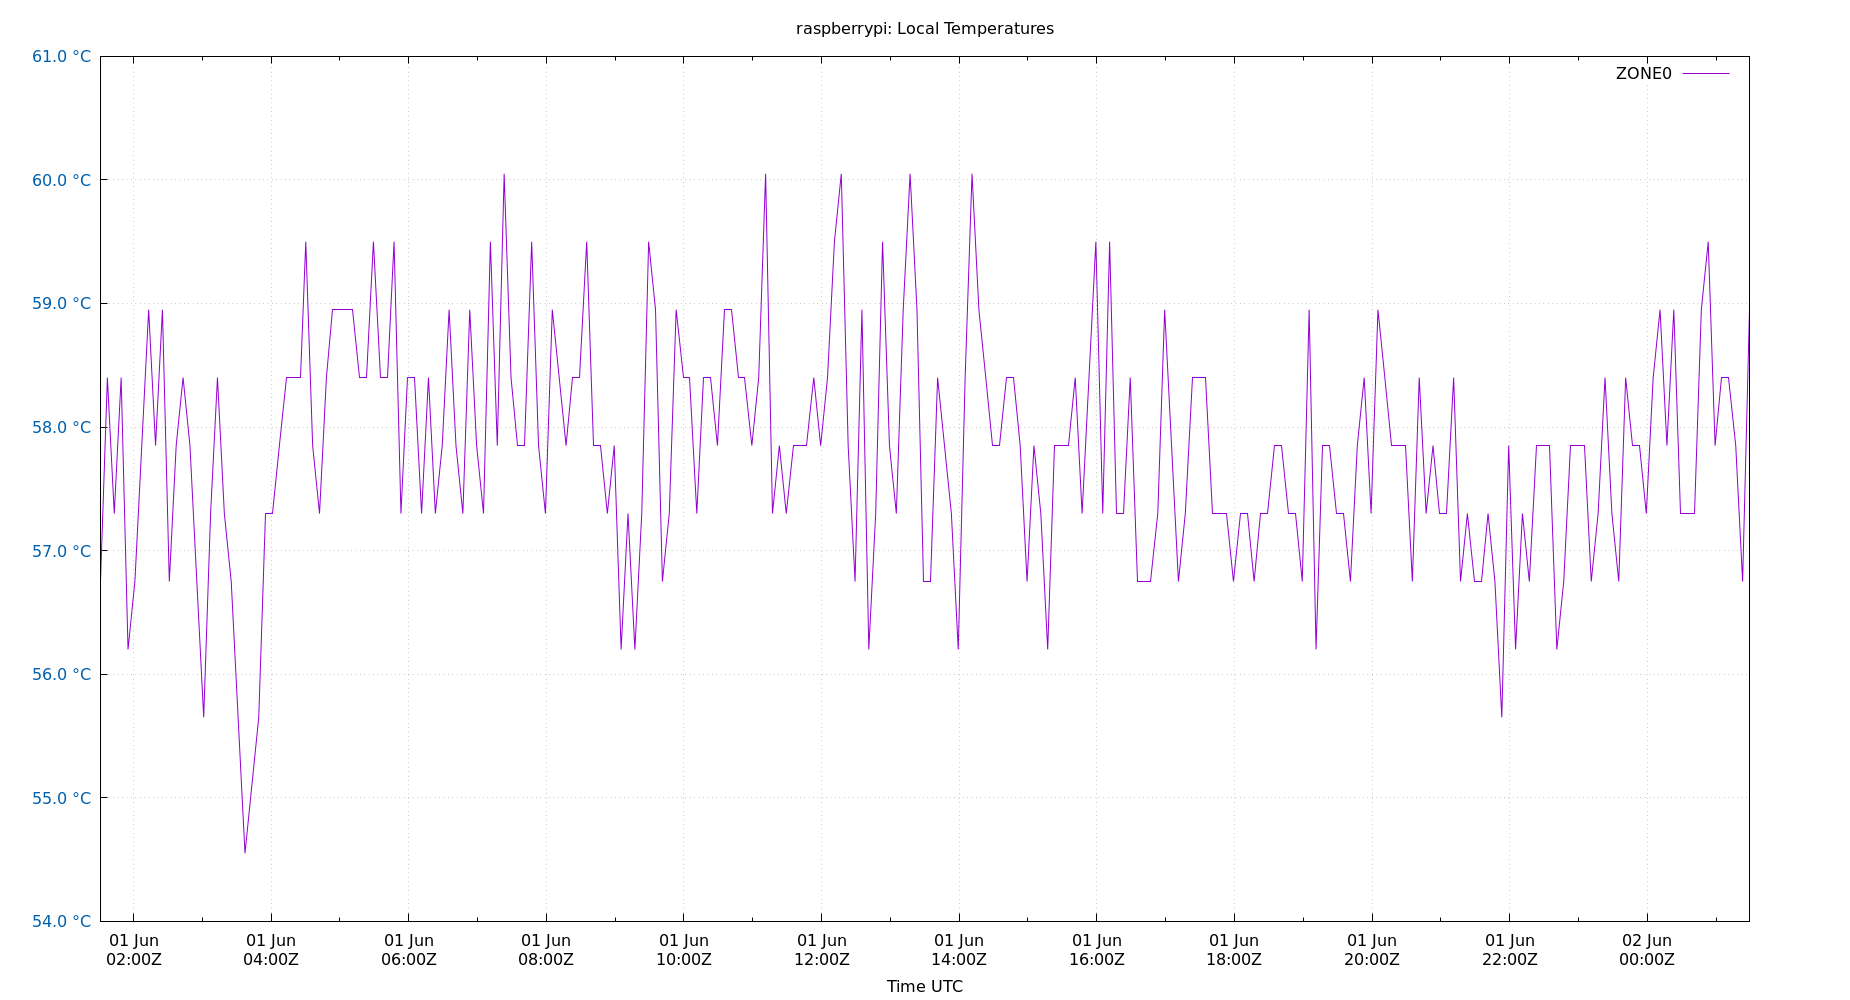 raspberrypi: Local Temperatures
61.0 °C
ZONE0
60.0 °C
59.0 °C
58.0 °C
57.0 °C
56.0 °C
55.0 °C
54.0 °C
01 Jun 01 Jun 01 Jun 01 Jun 01 Jun 01 Jun 01 Jun 01 Jun 01 Jun 01 Jun 01 Jun 02 Jun
02:00Z 04:00Z 06:00Z 08:00Z 10:00Z 12:00Z 14:00Z 16:00Z 18:00Z 20:00Z 22:00Z 00:00Z
Time UTC